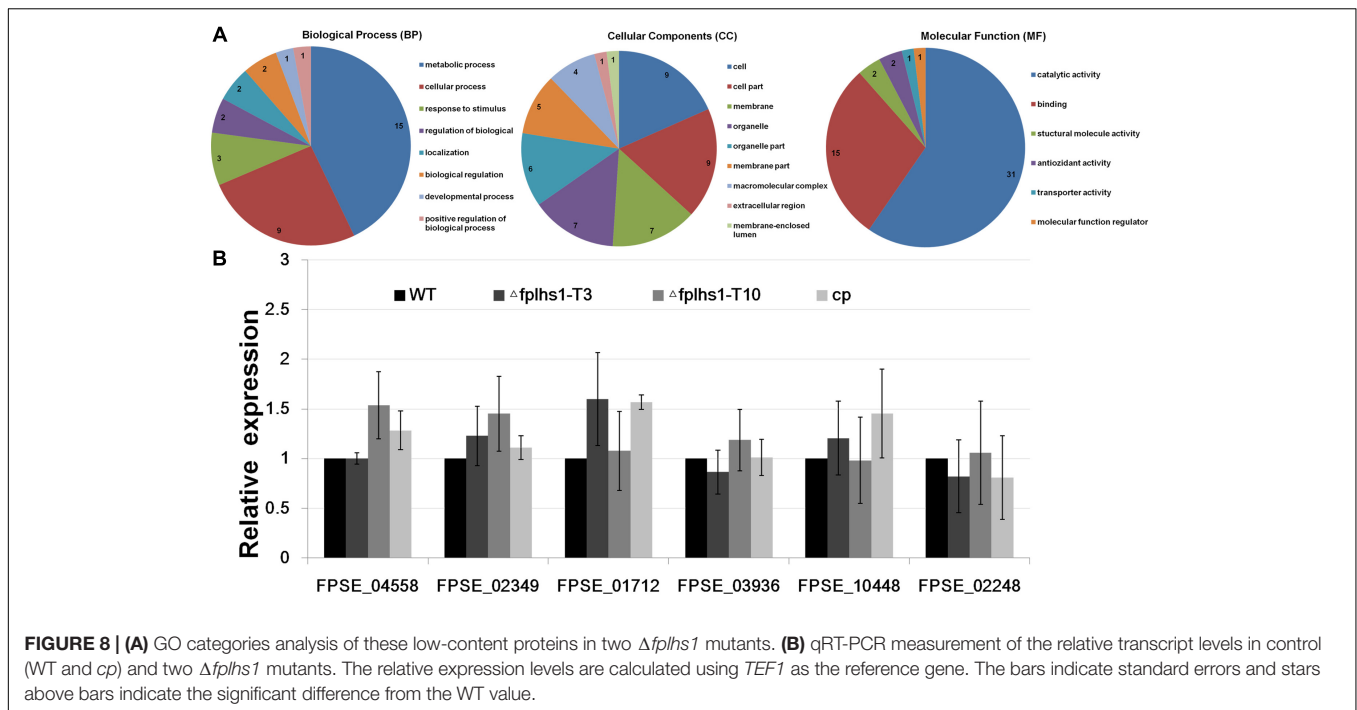 A
Biological Process (BP)
15
9
3
2
2
2
1
1
metabolic process
cellular process
response to stimulus
regulation of biological
localization
biological regulation
developmental process
positive regulation of
biological process
Cellular Components (CC)
9
9
7
7
6
5
4
1
1
cell
cell part
membrane
organelle
organelle part
membrane part
macromolecular complex
extracellular region
membrane-enclosed
lumen
Molecular Function (MF)
31
15
2
2
1
1
catalytic activity
binding
stuctural molecule activity
antiozidant activity
transporter activity
molecular function regulator
B
Relative expression
3
2.5
2
1.5
1
0.5
0
WT
△fplhs1-T3
△fplhs1-T10
cp
FPSE_04558
FPSE_02349
FPSE_01712
FPSE_03936
FPSE_10448
FPSE_02248
FIGURE 8 | (A) GO categories analysis of these low-content proteins in two Δfplhs1 mutants. (B) qRT-PCR measurement of the relative transcript levels in control
(WT and cp) and two Δfplhs1 mutants. The relative expression levels are calculated using TEF1 as the reference gene. The bars indicate standard errors and stars
above bars indicate the significant difference from the WT value.